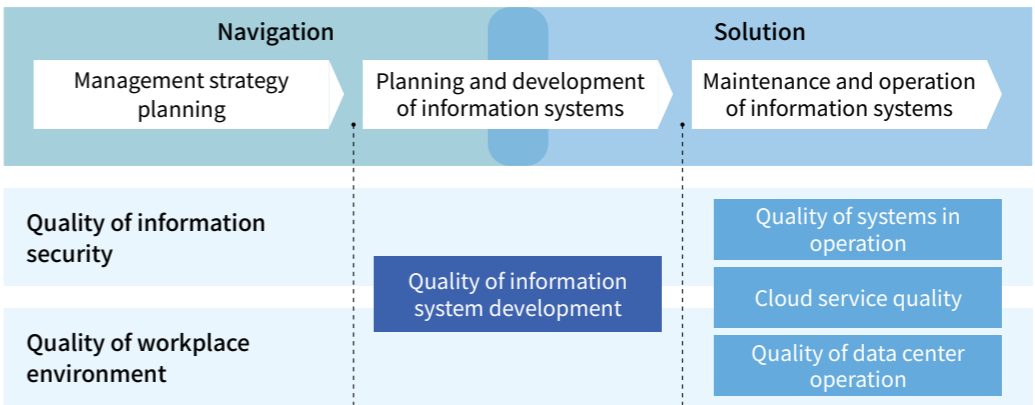 Navigation
Solution
Management strategy
planning
Planning and development
of information systems
Maintenance and operation
of information systems
Quality of information
security
Quality of systems in
operation
Quality of information
system development
Cloud service quality
Quality of workplace
environment
Quality of data center
operation